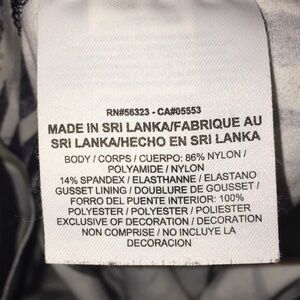 RN#56323 - CA#05553
MADE IN SRI LANKA/FABRIQUE AU
SRI LANKA/HECHO EN SRI LANKA
BODY / CORPS / CUERPO: 86% NYLON /
POLYAMIDE / NYLON
14% SPANDEX / ELASTHANNE / ELASTANO
GUSSET LINING / DOUBLURE DE GOUSSET /
FORRO DEL PUENTE INTERIOR: 100%
POLYESTER / POLYESTER / POLIESTER
EXCLUSIVE OF DECORATION / DECORATION
NON COMPRISE / NO INCLUYE LA
DECORACION